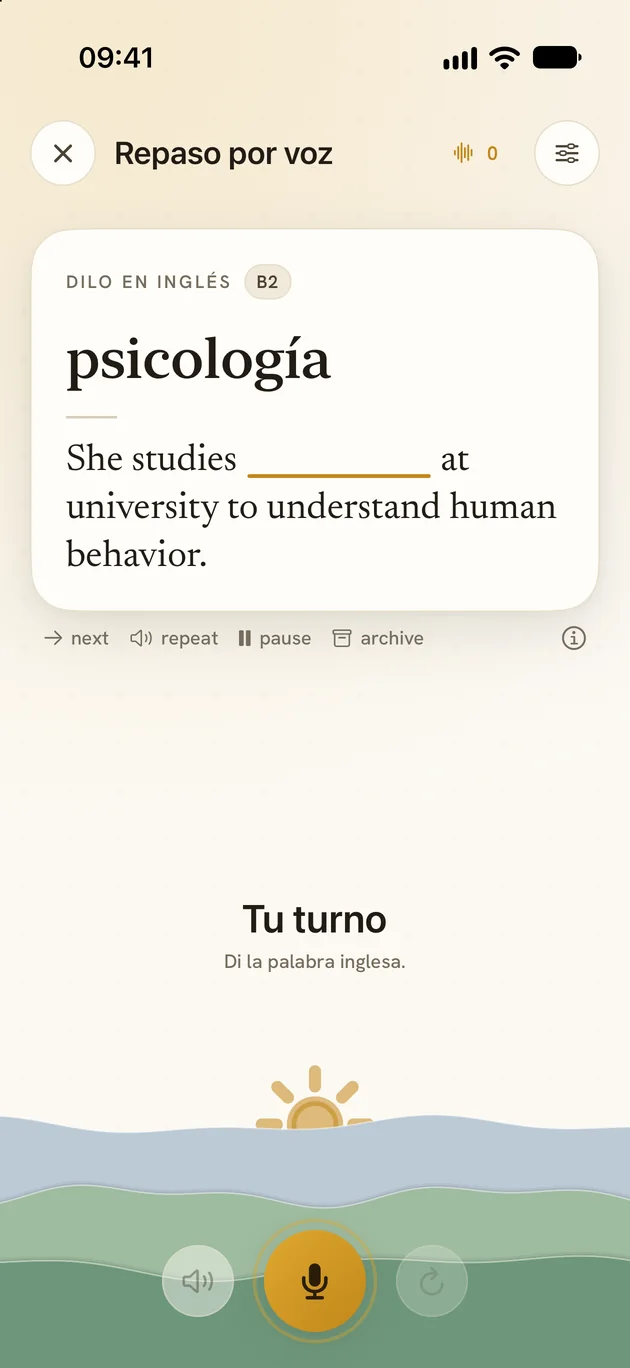 09:41
Repaso por voz
0
DILO EN INGLÉS B2
psicología
She studies ____________ at
university to understand human
behavior.
next repeat pause archive
Tu turno
Di la palabra inglesa.